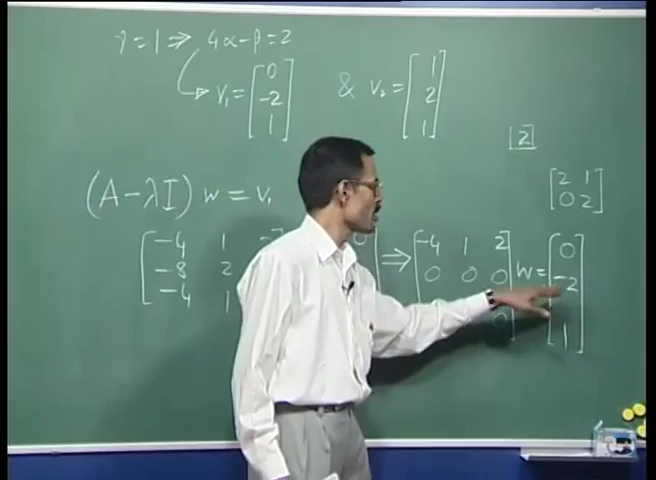 γ = 1 ⇒ 4α - β = 2
v₁ = [0 -2 1] & v₂ = [1 2 1]
[2]
[2 1
0 2]
(A - λI) w = v₁
[-4 1
-8 2
-4 1
⇒ [-4 1 2
0 0 0
0] w = [0
-2
1]